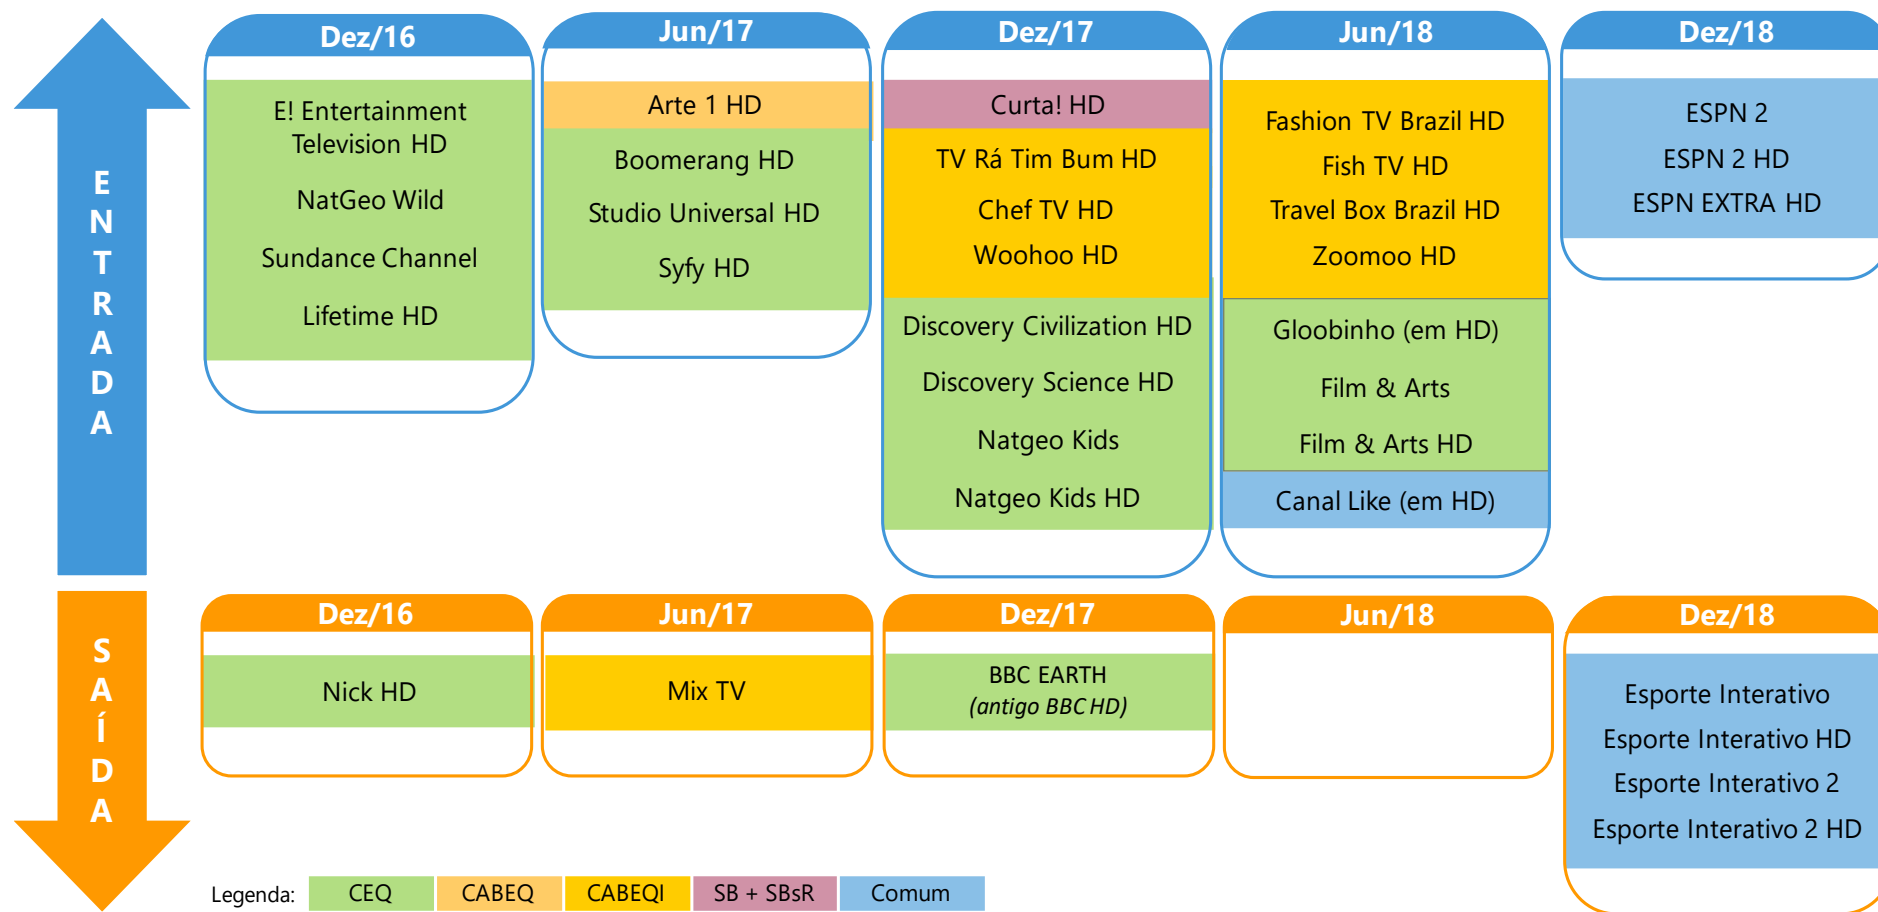 ENTRADA
Dez/16
E! Entertainment
Television HD
NatGeo Wild
Sundance Channel
Lifetime HD
Jun/17
Arte 1 HD
Boomerang HD
Studio Universal HD
Syfy HD
Dez/17
Curta! HD
TV Rá Tim Bum HD
Chef TV HD
Woohoo HD
Discovery Civilization HD
Discovery Science HD
Natgeo Kids
Natgeo Kids HD
Jun/18
Fashion TV Brazil HD
Fish TV HD
Travel Box Brazil HD
Zoomoo HD
Gloobinho (em HD)
Film & Arts
Film & Arts HD
Canal Like (em HD)
Dez/18
ESPN 2
ESPN 2 HD
ESPN EXTRA HD
SAÍDA
Dez/16
Nick HD
Jun/17
Mix TV
Dez/17
BBC EARTH
(antigo BBC HD)
Jun/18
Dez/18
Esporte Interativo
Esporte Interativo HD
Esporte Interativo 2
Esporte Interativo 2 HD
Legenda: CEQ CABEQ CABEQI SB + SBsR Comum